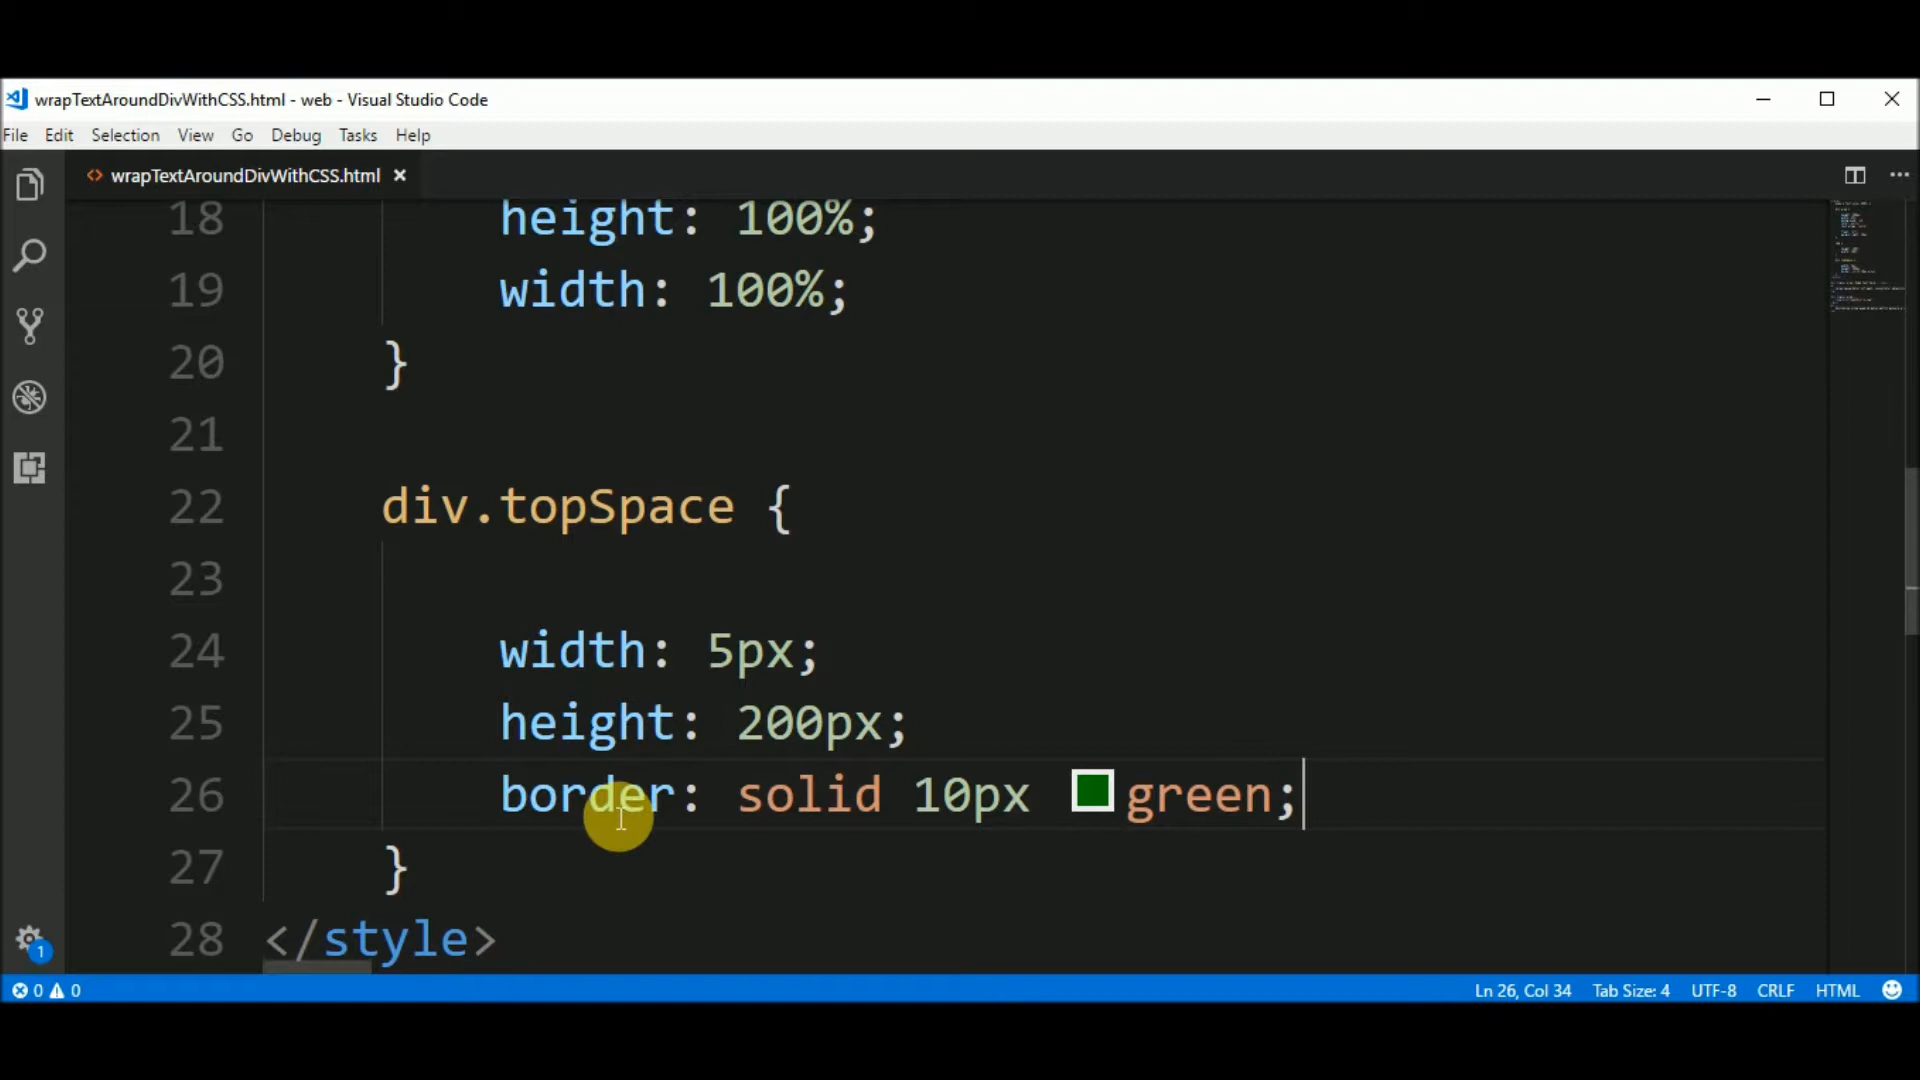 wrapTextAroundDivWithCSS.html - web - Visual Studio Code
File Edit Selection View Go Debug Tasks Help
<> wrapTextAroundDivWithCSS.html
18 height: 100%;
19 width: 100%;
20 }
21
22 div.topSpace {
23
24 width: 5px;
25 height: 200px;
26 border: solid 10px green;
27 }
28 </style>
1
0 0 Ln 26, Col 34 Tab Size: 4 UTF-8 CRLF HTML